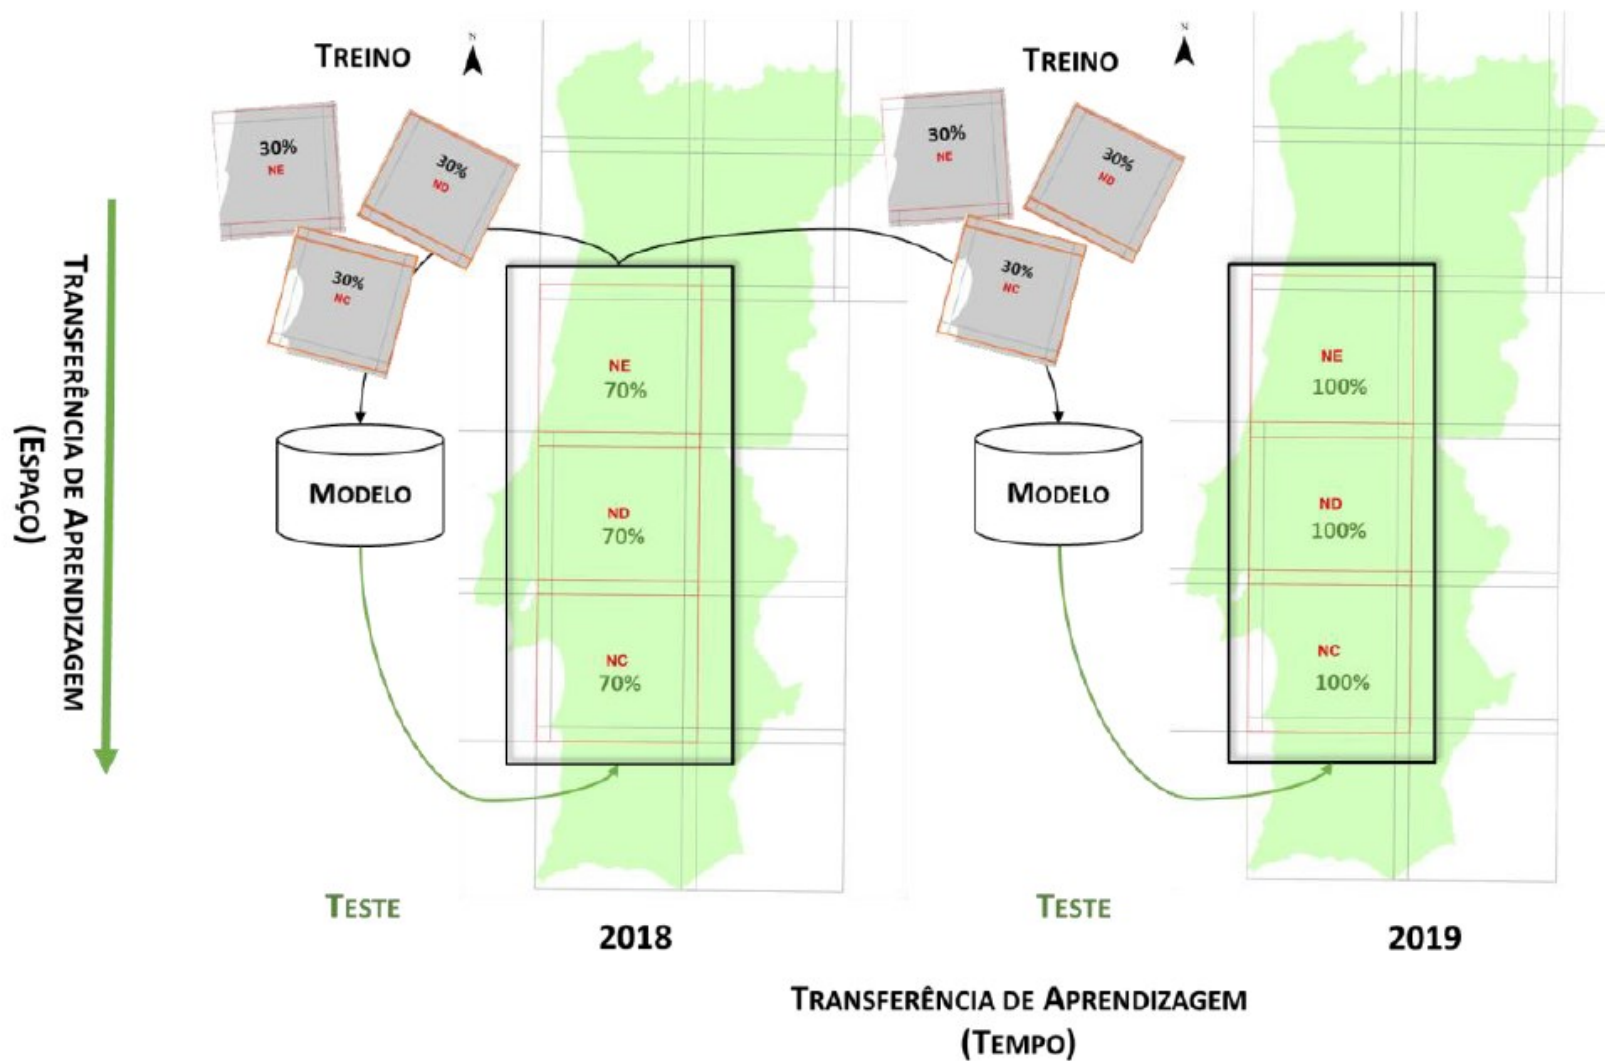 TREINO
N
30%
NE
30%
ND
30%
NC
MODELO
NE
70%
ND
70%
NC
70%
TESTE
2018
TREINO
N
30%
NE
30%
ND
30%
NC
MODELO
NE
100%
ND
100%
NC
100%
TESTE
2019
TRANSFERÊNCIA DE APRENDIZAGEM
(ESPAÇO)
TRANSFERÊNCIA DE APRENDIZAGEM
(TEMPO)